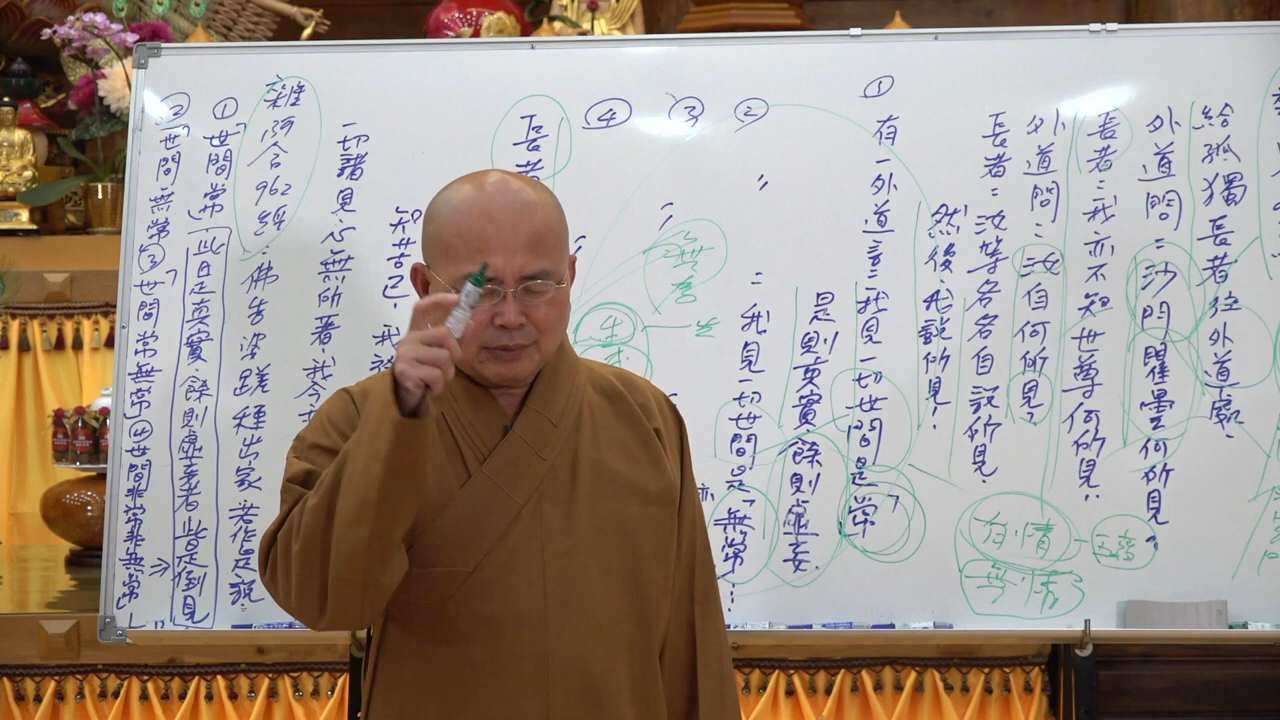 給孤獨長者往外道處.
外道問：沙門瞿曇何所見？
長者：我亦不知世尊何所見！
外道問：汝自何所見？
長者：汝等各各自說所見
然後我說所見！
① 有一外道言：我見一切世間是「常」
是則真實．餘則虛妄．
② 〃 ：我見一切世間是「無常」…
③ 〃
④ 〃
長者
知苦已．我
一切諸見心無所著 我今
雜阿含962經．佛告婆蹉種出家 若作是說
① 「世間常」此是真實．餘則虛妄者 此是倒見
② 「世間無常」③「世間常無常」④世間非常非無常」
無言
有情
無情
五陰